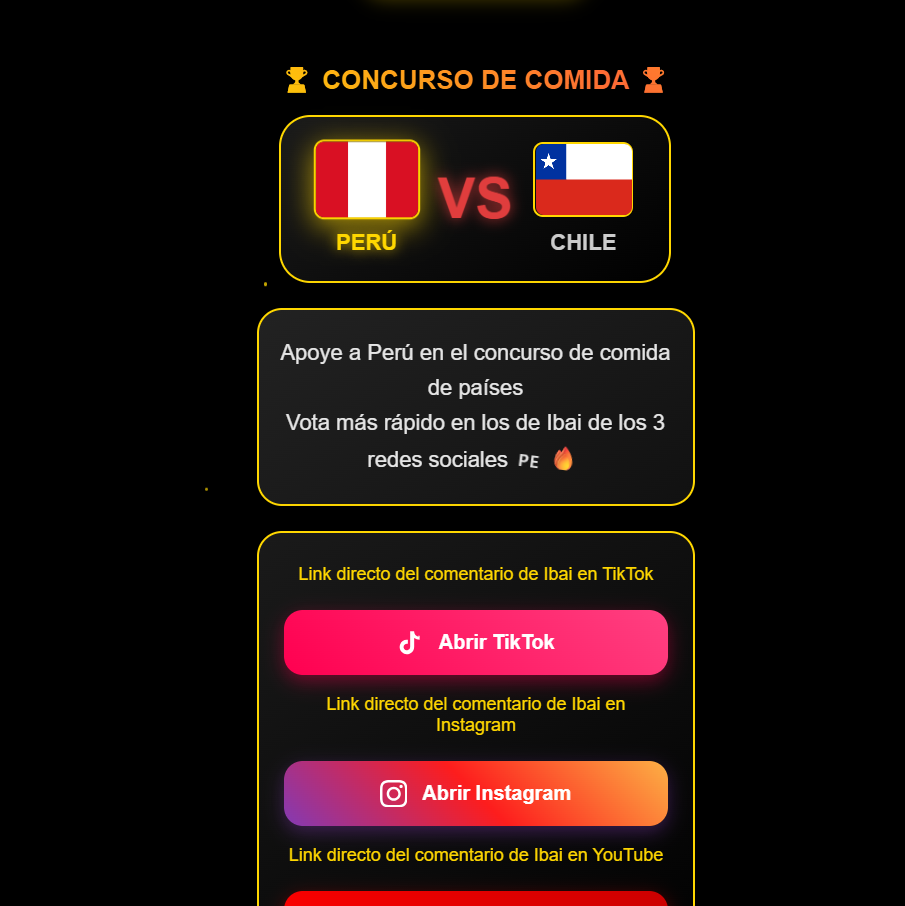 CONCURSO DE COMIDA
VS
PERÚ
CHILE
Apoye a Perú en el concurso de comida
de países
Vota más rápido en los de Ibai de los 3
redes sociales PE
Link directo del comentario de Ibai en TikTok
Abrir TikTok
Link directo del comentario de Ibai en
Instagram
Abrir Instagram
Link directo del comentario de Ibai en YouTube